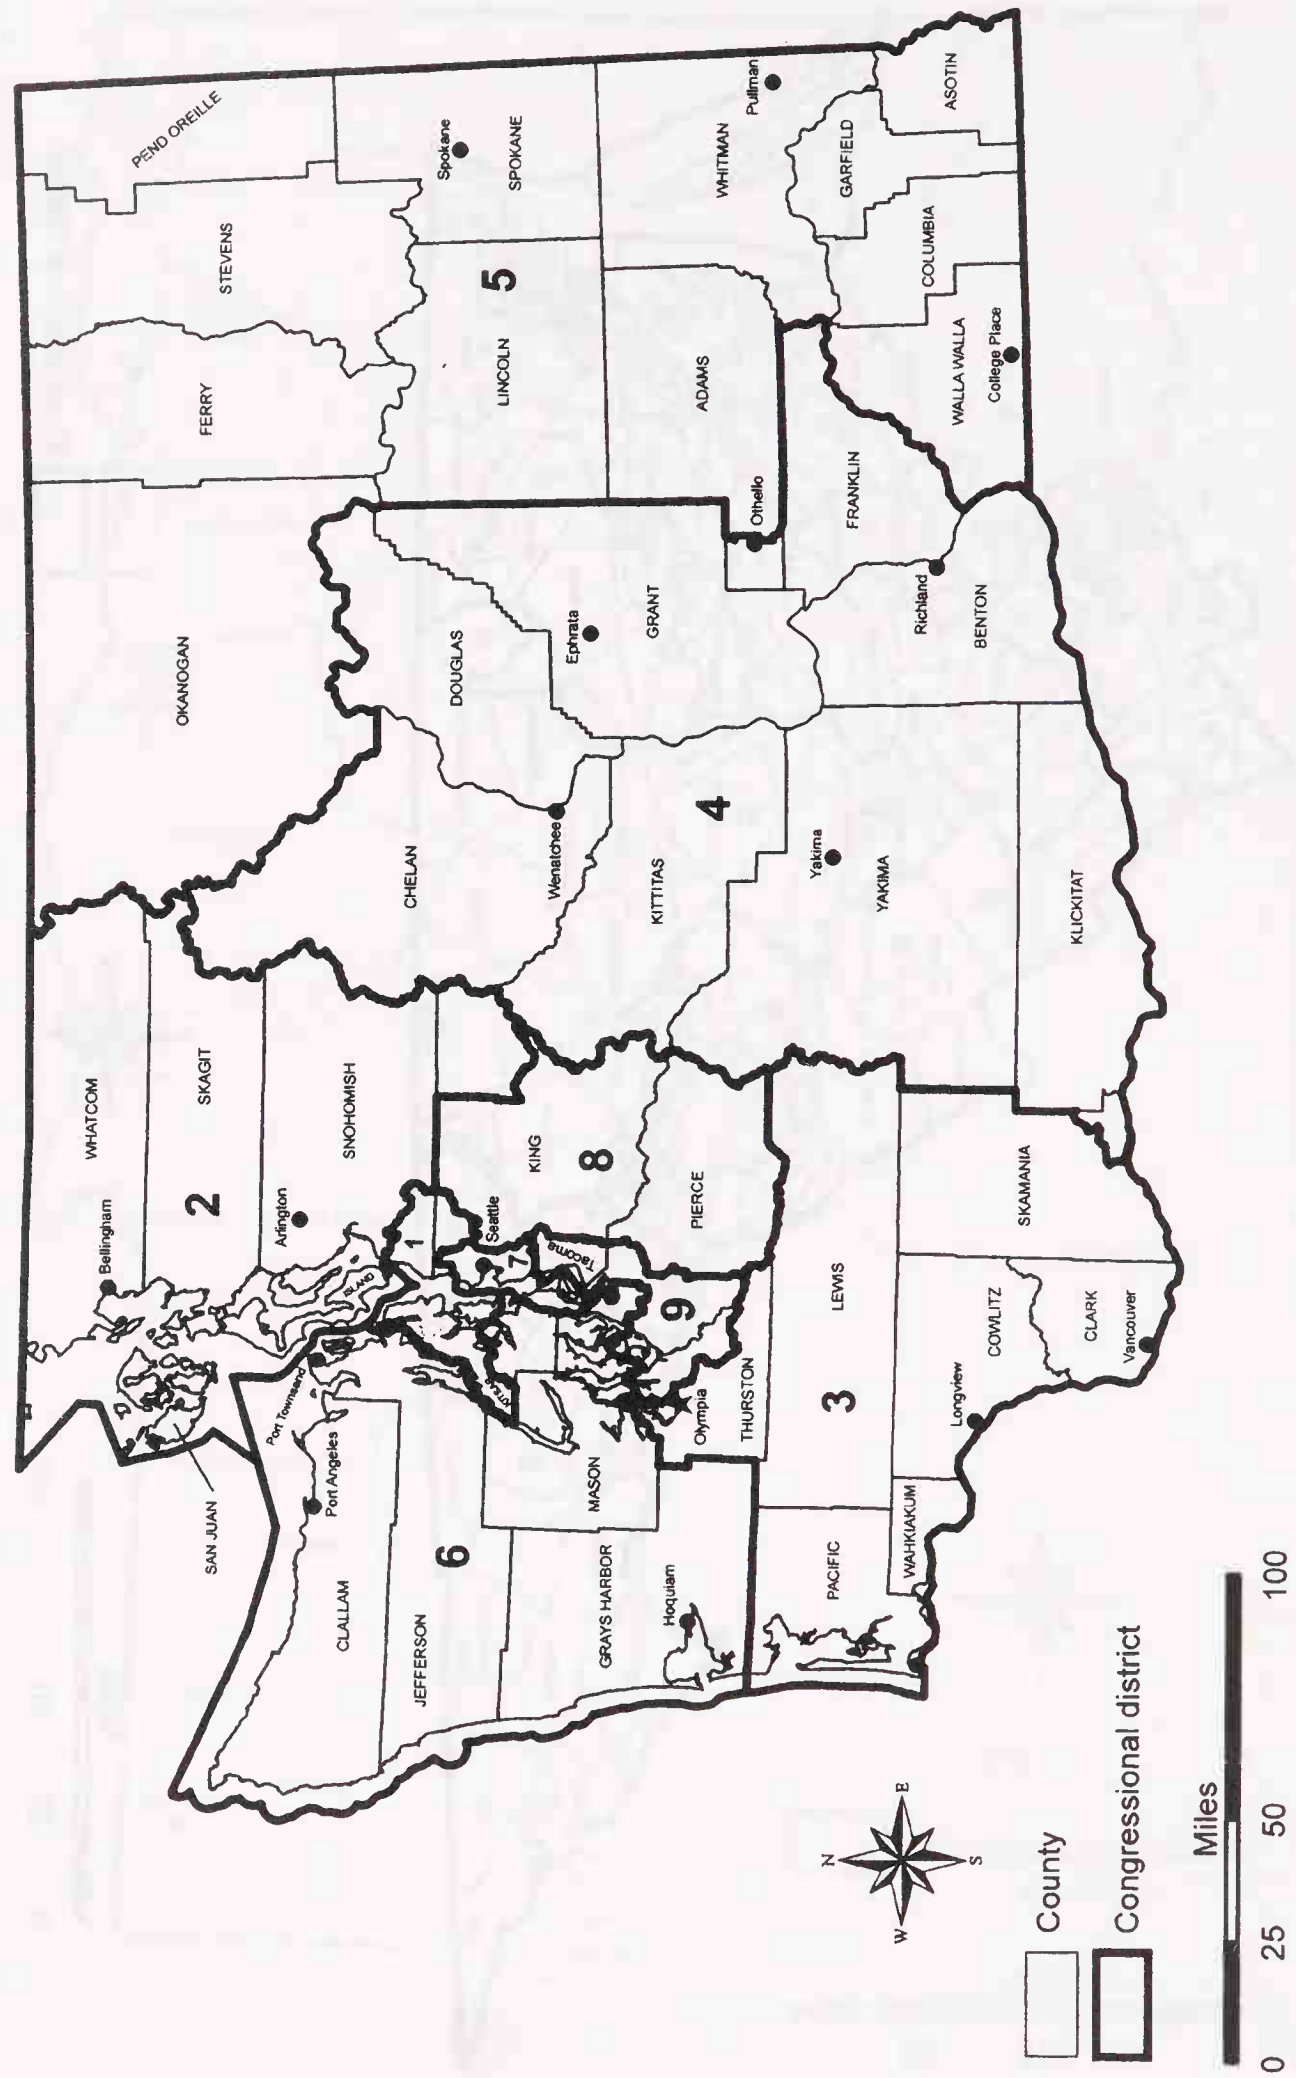 WHATCOM
Bellingham
SAN JUAN
SKAGIT
2
OKANOGAN
FERRY
STEVENS
PEND OREILLE
ISLAND
Arlington
SNOHOMISH
Port Townsend
Port Angeles
CLALLAM
JEFFERSON
6
1
CHELAN
DOUGLAS
Wenatchee
LINCOLN
5
Spokane
SPOKANE
KITSAP
Seattle
7
KING
8
Tacoma
MASON
GRAYS HARBOR
Hoquiam
Ephrata
GRANT
KITTITAS
4
ADAMS
Othello
WHITMAN
Pullman
9
PIERCE
Olympia
THURSTON
PACIFIC
LEWIS
3
Yakima
YAKIMA
FRANKLIN
Richland
BENTON
GARFIELD
COLUMBIA
ASOTIN
WALLA WALLA
College Place
WAHKIAKUM
Longview
COWLITZ
SKAMANIA
KLICKITAT
CLARK
Vancouver
N
W
E
S
County
Congressional district
Miles
0 25 50 100